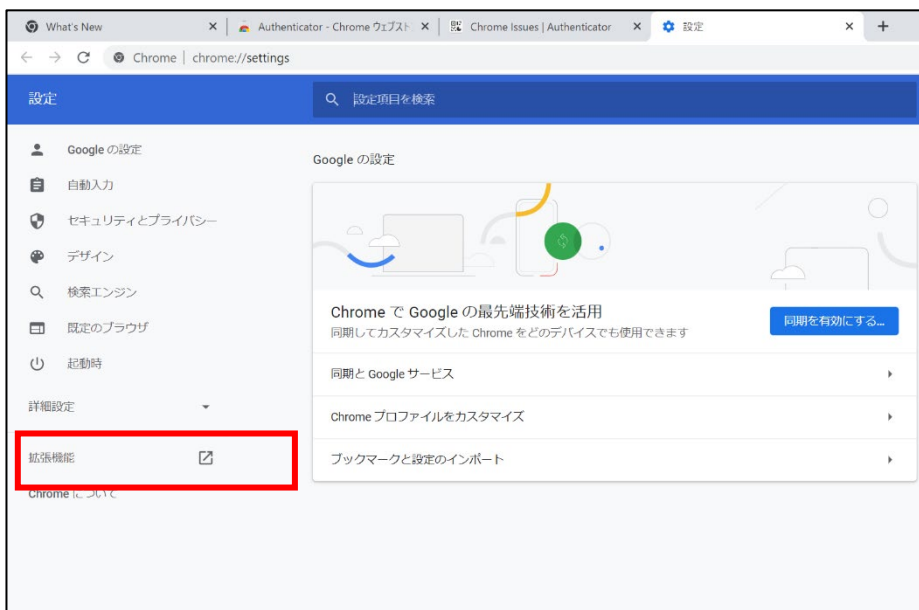 What's New
Authenticator - Chrome ウェブスト
Chrome Issues | Authenticator
設定
Chrome | chrome://settings
設定
設定項目を検索
Google の設定
自動入力
セキュリティとプライバシー
デザイン
検索エンジン
既定のブラウザ
起動時
詳細設定
拡張機能
Chrome について
Google の設定
Chrome で Google の最先端技術を活用
同期してカスタマイズした Chrome をどのデバイスでも使用できます
同期を有効にする...
同期と Google サービス
Chrome プロファイルをカスタマイズ
ブックマークと設定のインポート